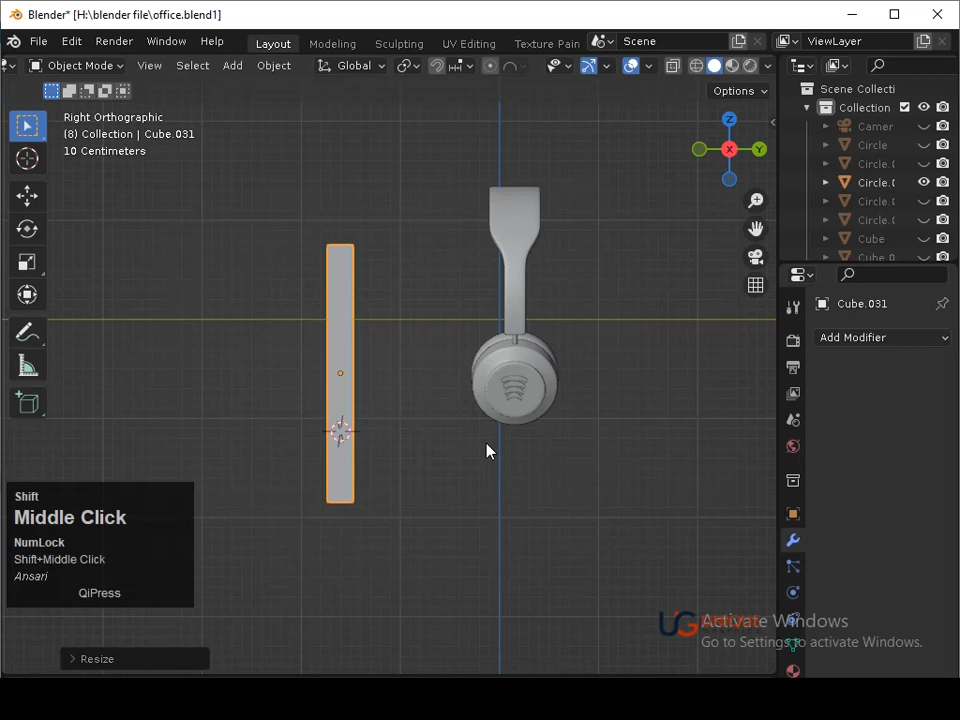 Blender* [H:\blender file\office.blend1]
File Edit Render Window Help Layout Modeling Sculpting UV Editing Texture Pain Scene ViewLayer
Object Mode View Select Add Object Global
Options
Right Orthographic
(8) Collection | Cube.031
10 Centimeters
Z
X
Y
Scene Collecti
Collection
Camer
Circle
Circle.(
Circle.(
Circle.(
Circle.(
Cube
Cube.0
Cube.031
Add Modifier
Shift
Middle Click
NumLock
Shift+Middle Click
Ansari
QiPress
Resize
UG
Activate Windows
Go to Settings to activate Windows.